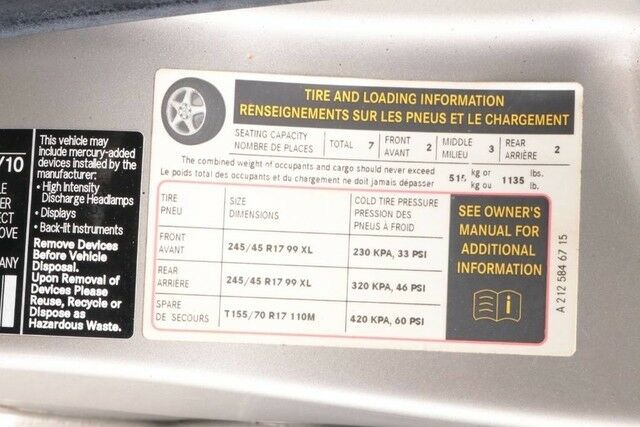 /10
LE
ER
ECT
OVE
ANY
This vehicle may
include mercury-added
devices installed by the
manufacturer:
• High Intensity
Discharge Headlamps
• Displays
• Back-lit Instruments
Remove Devices
Before Vehicle
Disposal.
Upon Removal of
Devices Please
Reuse, Recycle or
Dispose as
Hazardous Waste.
TIRE AND LOADING INFORMATION
RENSEIGNEMENTS SUR LES PNEUS ET LE CHARGEMENT
SEATING CAPACITY
NOMBRE DE PLACES
TOTAL 7
FRONT
AVANT 2
MIDDLE
MILIEU 3
REAR
ARRIÈRE 2
The combined weight of occupants and cargo should never exceed
Le poids total des occupants et du chargement ne doit jamais dépasser
515 kg or
kg ou
1135 lbs.
lb.
TIRE
PNEU
SIZE
DIMENSIONS
COLD TIRE PRESSURE
PRESSION DES
PNEUS À FROID
FRONT
AVANT
245/45 R17 99 XL
230 KPA, 33 PSI
REAR
ARRIÈRE
245/45 R17 99 XL
320 KPA, 46 PSI
SPARE
DE SECOURS
T155/70 R17 110M
420 KPA, 60 PSI
SEE OWNER'S
MANUAL FOR
ADDITIONAL
INFORMATION
i
A 212 584 67 15